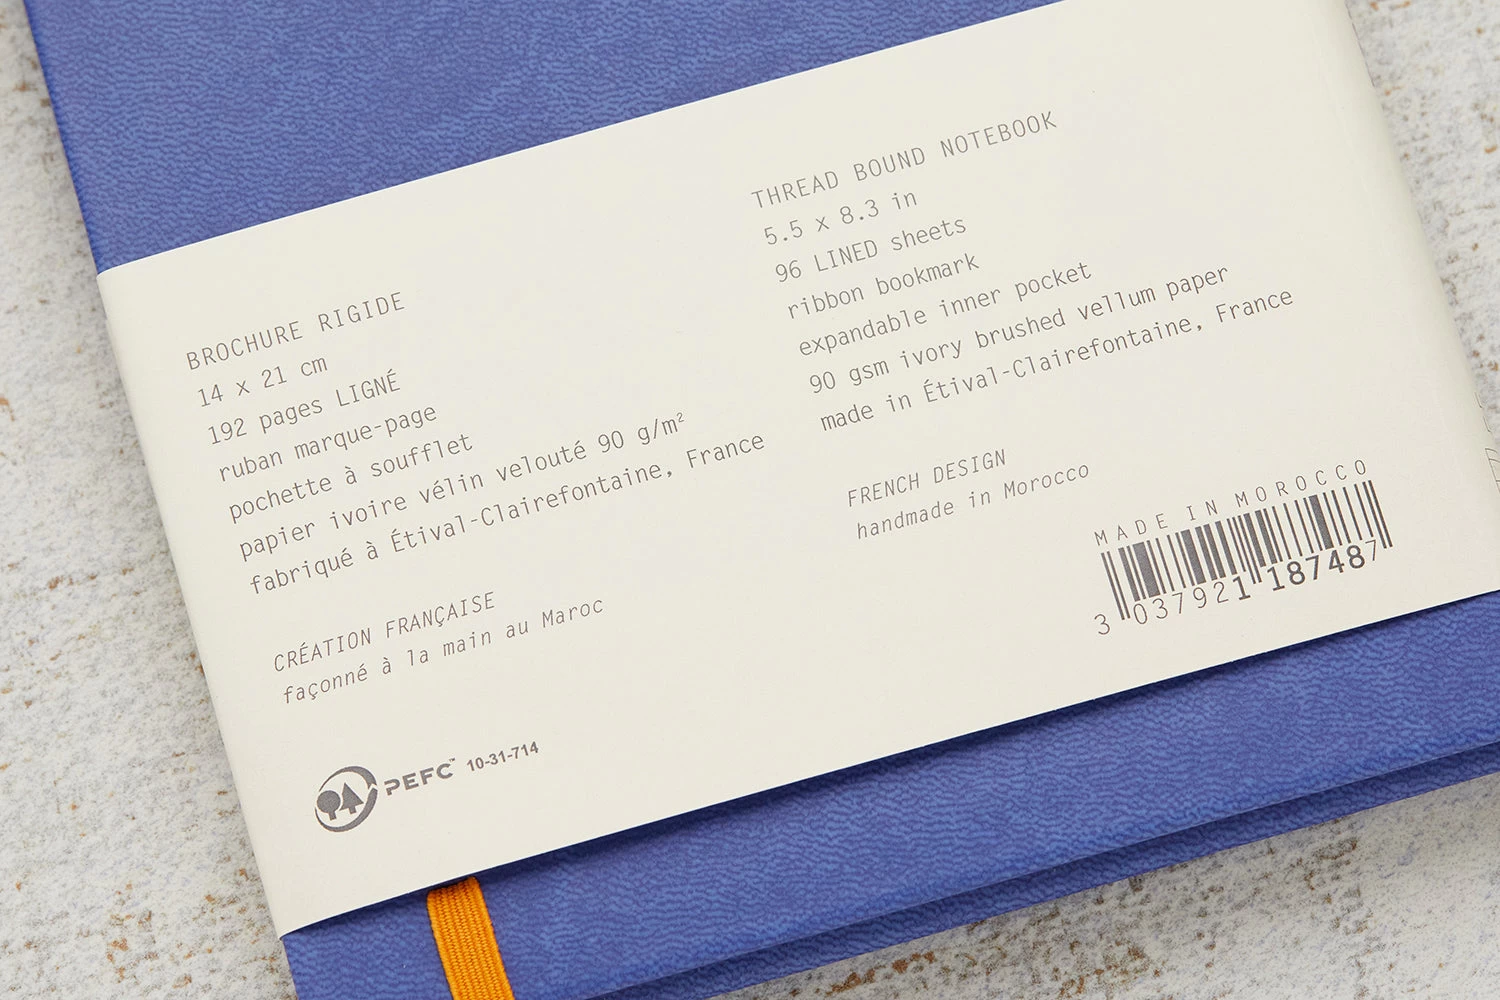 BROCHURE RIGIDE
14 x 21 cm
192 pages LIGNÉ
ruban marque-page
pochette à soufflet
papier ivoire vélin velouté 90 g/m²
fabriqué à Étival-Clairefontaine, France
CRÉATION FRANÇAISE
façonné à la main au Maroc
PEFC™ 10-31-714
THREAD BOUND NOTEBOOK
5.5 x 8.3 in
96 LINED sheets
ribbon bookmark
expandable inner pocket
90 gsm ivory brushed vellum paper
made in Étival-Clairefontaine, France
FRENCH DESIGN
handmade in Morocco
MADE IN MOROCCO
3 037921 187487